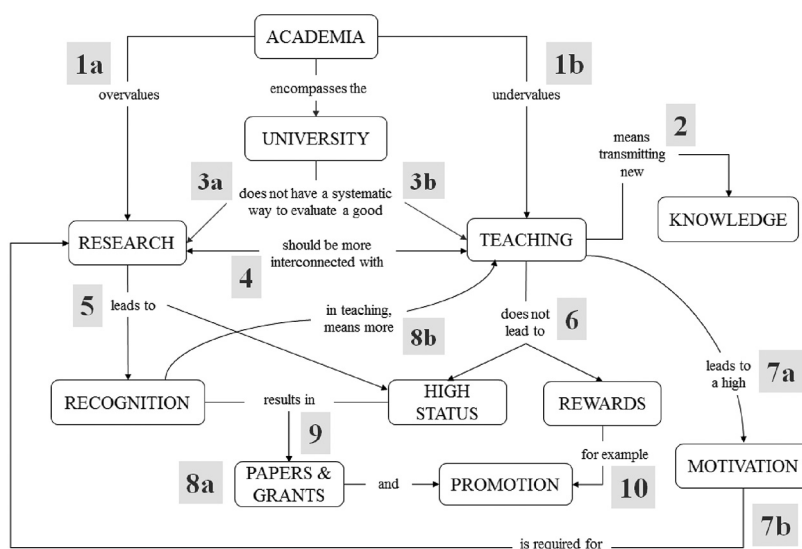 ACADEMIA
1a
1b
overvalues
encompasses the
undervalues
UNIVERSITY
means
transmitting
new
2
3a
does not have a systematic
way to evaluate a good
3b
KNOWLEDGE
RESEARCH
TEACHING
should be more
interconnected with
4
5
leads to
in teaching,
means more
8b
does not
lead to
6
leads to
a high
7a
RECOGNITION
results in
HIGH
STATUS
REWARDS
9
for example
MOTIVATION
8a
PAPERS &
GRANTS
and
PROMOTION
10
7b
is required for